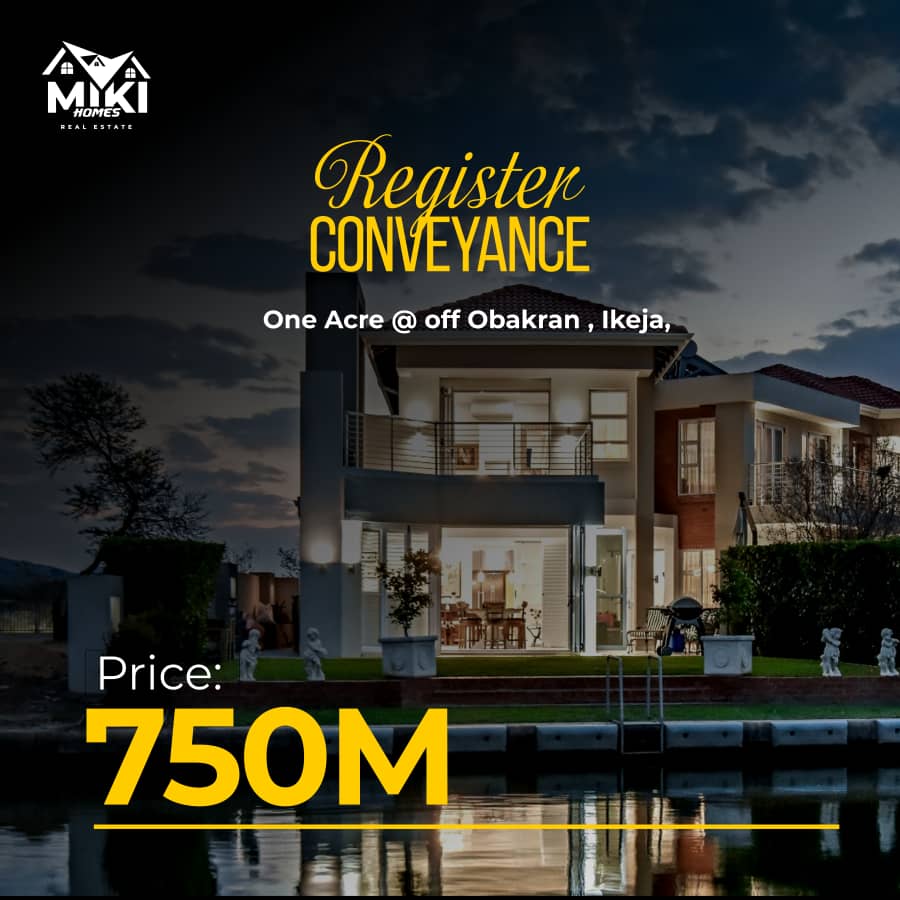 MIKI
HOMES
REAL ESTATE
Register
CONVEYANCE
One Acre @ off Obakran , Ikeja,
Price:
750M